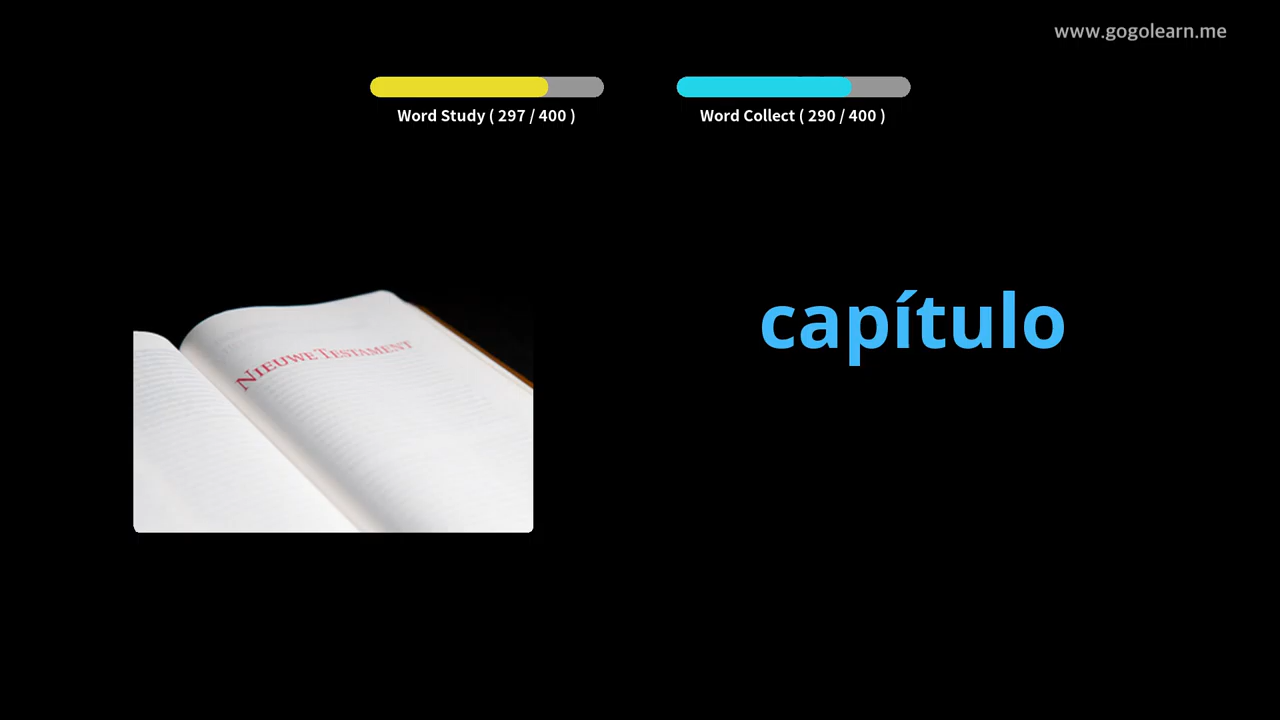 www.gogolearn.me
Word Study ( 297 / 400 )
Word Collect ( 290 / 400 )
NIEUWE TESTAMENT
capítulo